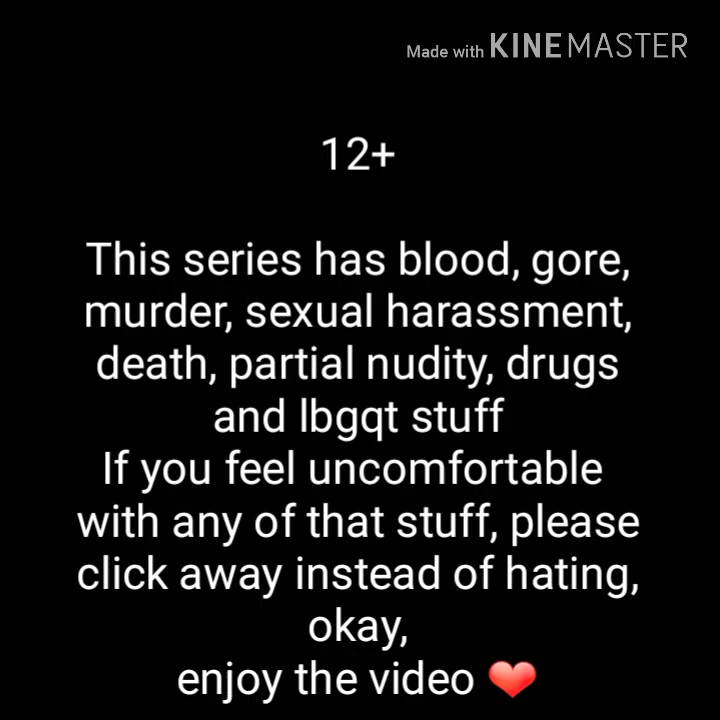 Made with KINEMASTER
12+
This series has blood, gore,
murder, sexual harassment,
death, partial nudity, drugs
and lbgqt stuff
If you feel uncomfortable
with any of that stuff, please
click away instead of hating,
okay,
enjoy the video ❤